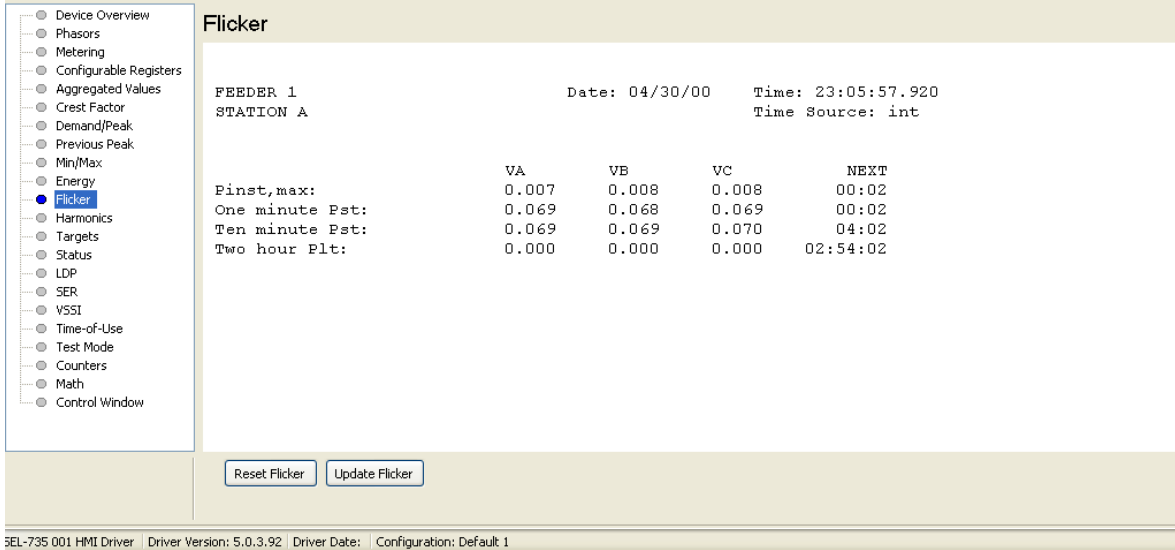 Device Overview
Phasors
Metering
Configurable Registers
Aggregated Values
Crest Factor
Demand/Peak
Previous Peak
Min/Max
Energy
Flicker
Harmonics
Targets
Status
LDP
SER
VSSI
Time-of-Use
Test Mode
Counters
Math
Control Window
Flicker
FEEDER 1 Date: 04/30/00 Time: 23:05:57.920
STATION A Time Source: int
VA VB VC NEXT
Pinst,max: 0.007 0.008 0.008 00:02
One minute Pst: 0.069 0.068 0.069 00:02
Ten minute Pst: 0.069 0.069 0.070 04:02
Two hour Plt: 0.000 0.000 0.000 02:54:02
Reset Flicker Update Flicker
SEL-735 001 HMI Driver Driver Version: 5.0.3.92 Driver Date: Configuration: Default 1